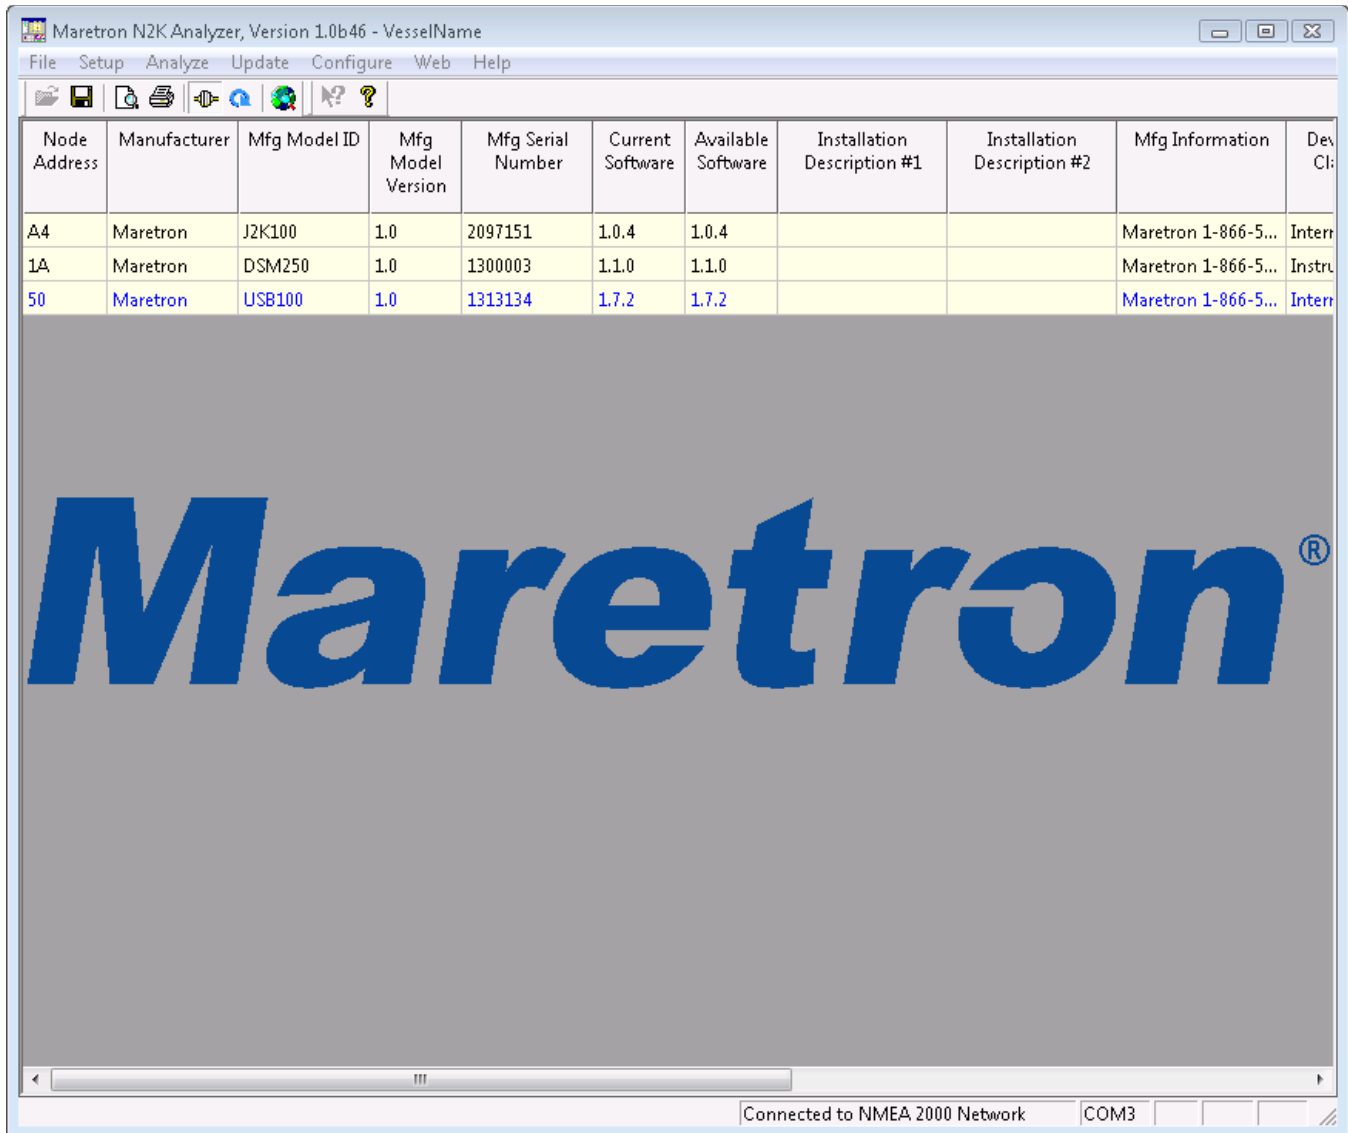 Maretron N2K Analyzer, Version 1.0b46 - VesselName
File Setup Analyze Update Configure Web Help
Node Address Manufacturer Mfg Model ID Mfg Model Version Mfg Serial Number Current Software Available Software Installation Description #1 Installation Description #2 Mfg Information
A4 Maretron J2K100 1.0 2097151 1.0.4 1.0.4 Maretron 1-866-5... Intern
1A Maretron DSM250 1.0 1300003 1.1.0 1.1.0 Maretron 1-866-5... Instru
50 Maretron USB100 1.0 1313134 1.7.2 1.7.2 Maretron 1-866-5... Intern
Maretron®
Connected to NMEA 2000 Network COM3